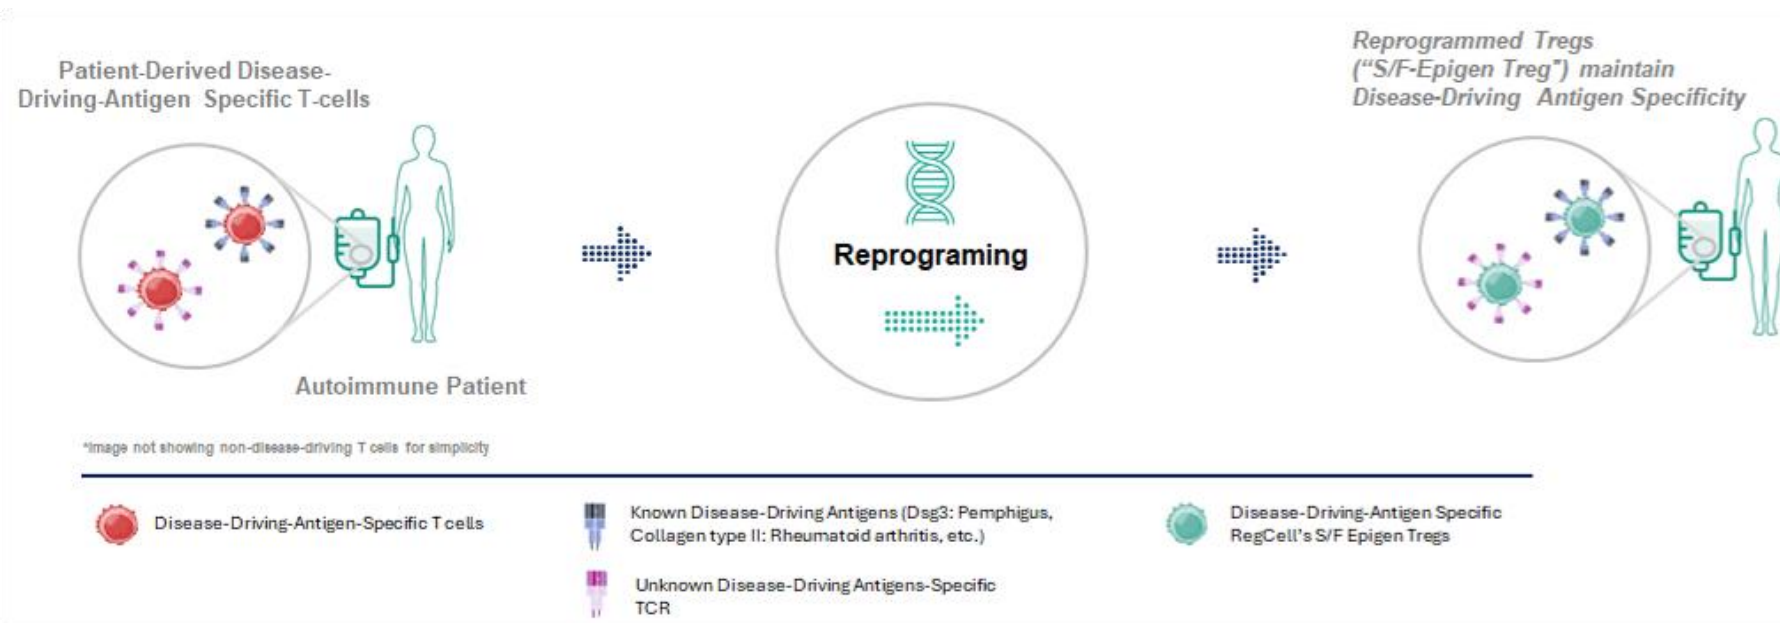 Patient-Derived Disease-
Driving-Antigen Specific T-cells
Autoimmune Patient
Reprograming
Reprogrammed Tregs
("S/F-Epigen Treg") maintain
Disease-Driving Antigen Specificity
*Image not showing non-disease-driving T cells for simplicity
Disease-Driving-Antigen-Specific T cells
Known Disease-Driving Antigens (Dsg3: Pemphigus,
Collagen type II: Rheumatoid arthritis, etc.)
Unknown Disease-Driving Antigens-Specific
TCR
Disease-Driving-Antigen Specific
RegCell's S/F Epigen Tregs